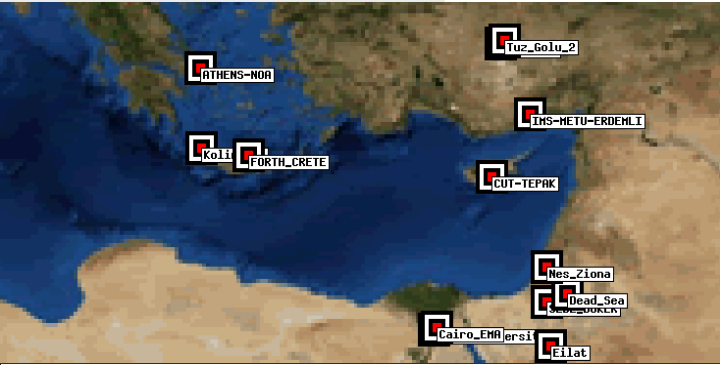 Tuz_Golu_2
ATHENS-NOA
IMS-METU-ERDEMLI
FORTH_CRETE
CUT-TEPAK
Nes_Ziona
Dead_Sea
Cairo_EMA
Eilat